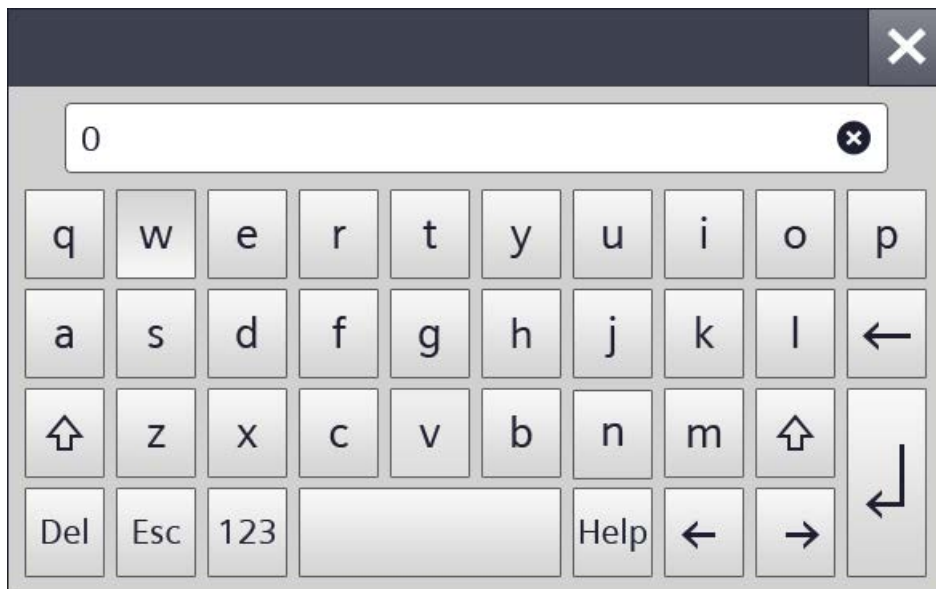 0
q w e r t y u i o p
a s d f g h j k l ←
z x c v b n m
Del Esc 123 Help ← →